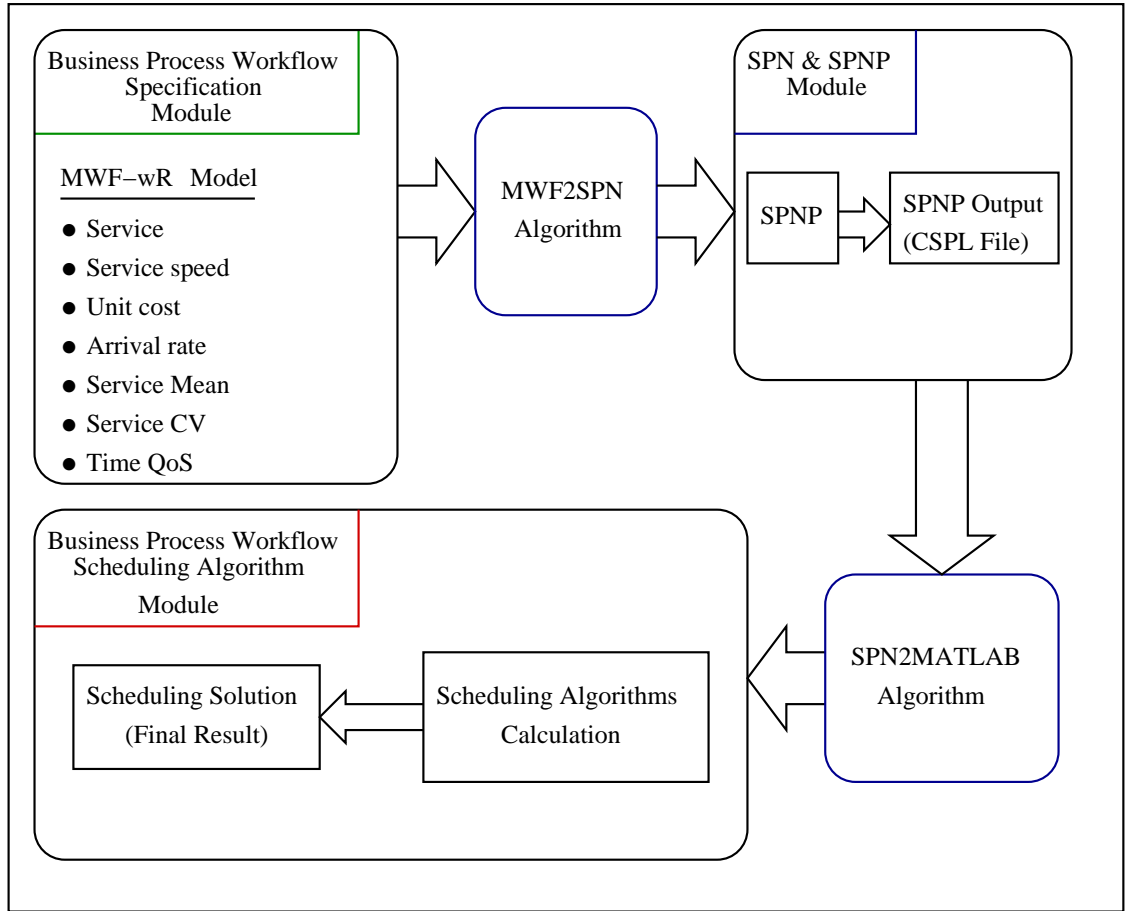 Business Process Workflow
Specification
Module
MWF−wR Model
● Service
● Service speed
● Unit cost
● Arrival rate
● Service Mean
● Service CV
● Time QoS
MWF2SPN
Algorithm
SPN & SPNP
Module
SPNP
SPNP Output
(CSPL File)
SPN2MATLAB
Algorithm
Business Process Workflow
Scheduling Algorithm
Module
Scheduling Algorithms
Calculation
Scheduling Solution
(Final Result)